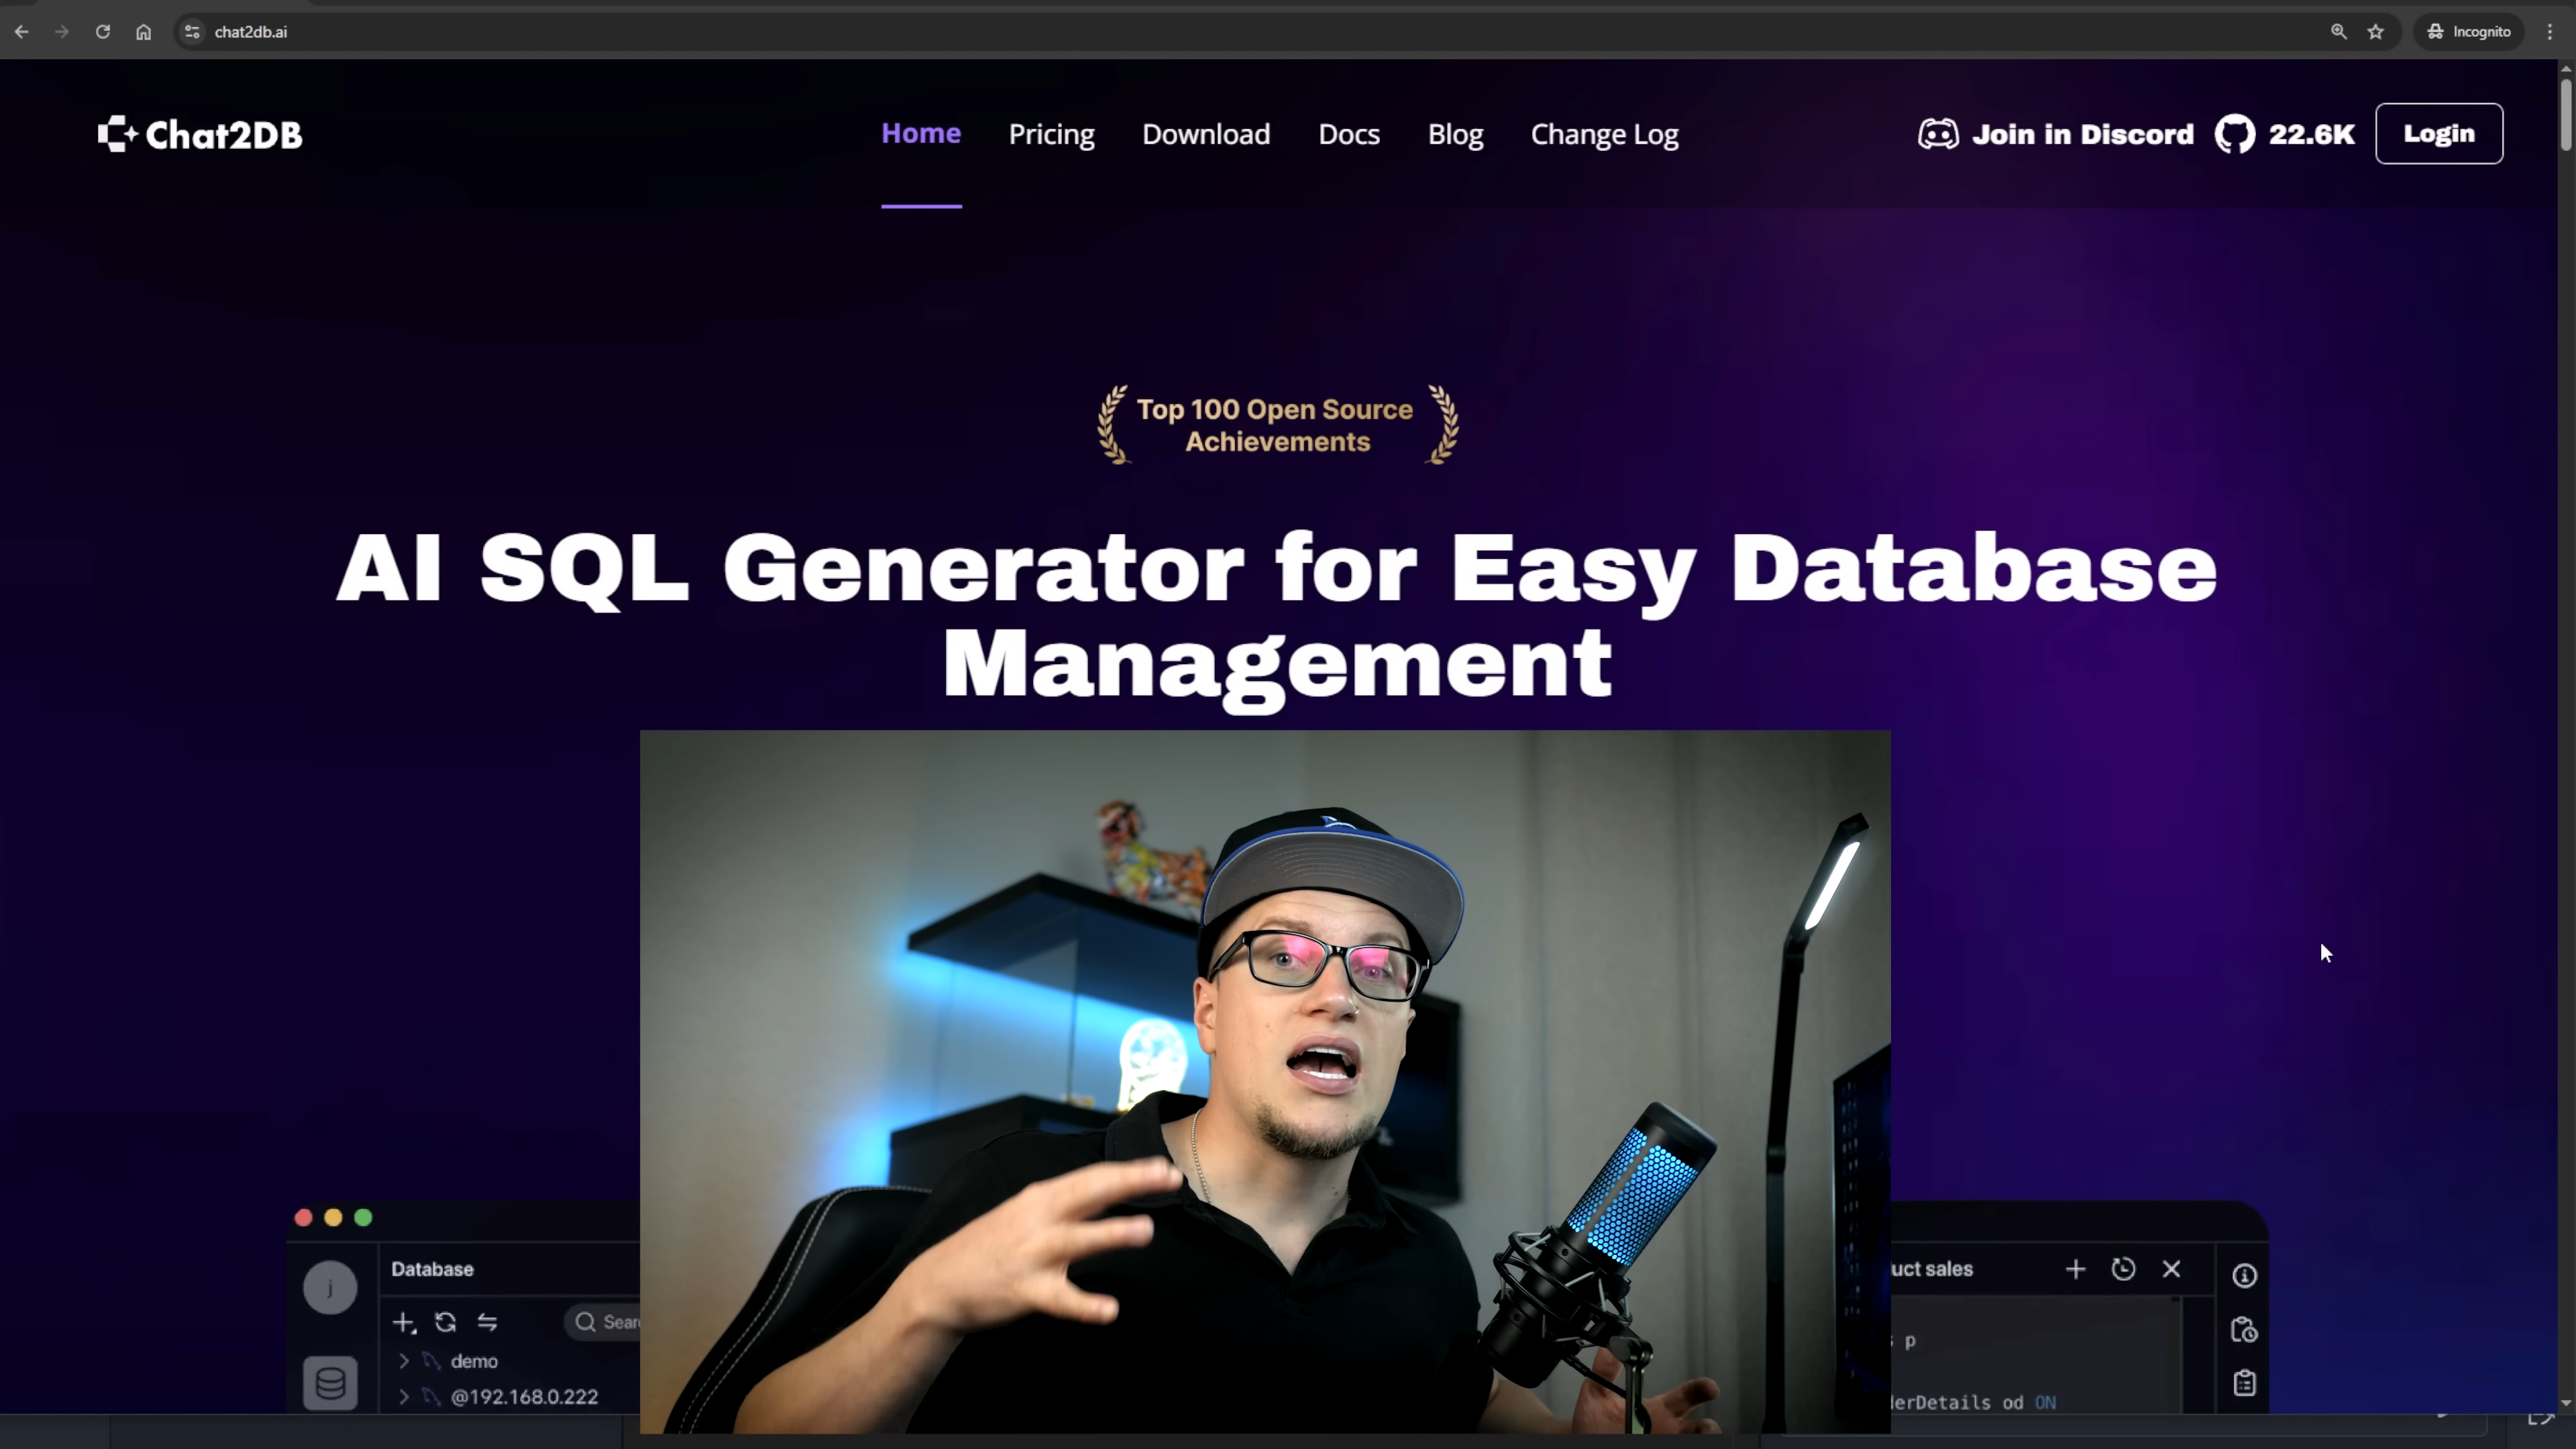 chat2db.ai
Incognito
Chat2DB
Home
Pricing
Download
Docs
Blog
Change Log
Join in Discord
22.6K
Login
Top 100 Open Source
Achievements
AI SQL Generator for Easy Database
Management
Database
Sear
demo
@192.168.0.222
j
uct sales
p
derDetails od ON